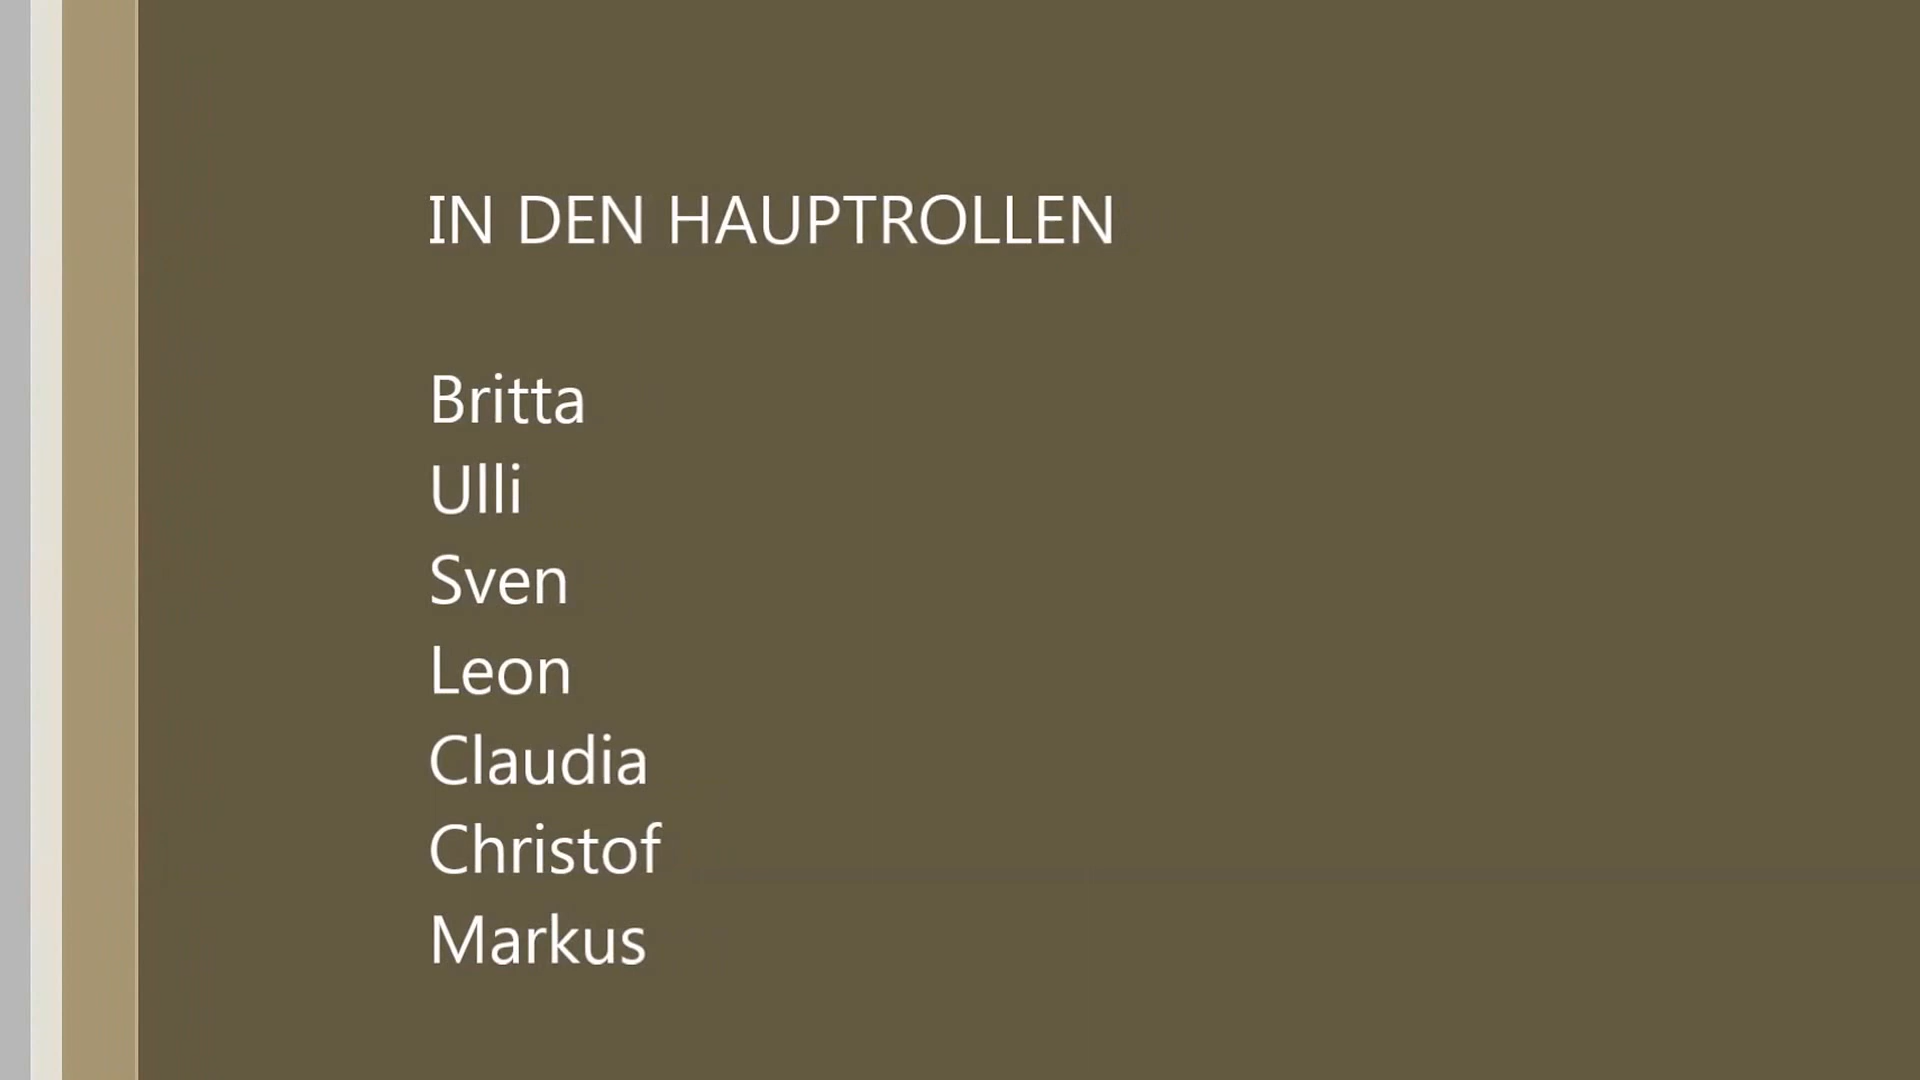 IN DEN HAUPTROLLEN
Britta
Ulli
Sven
Leon
Claudia
Christof
Markus